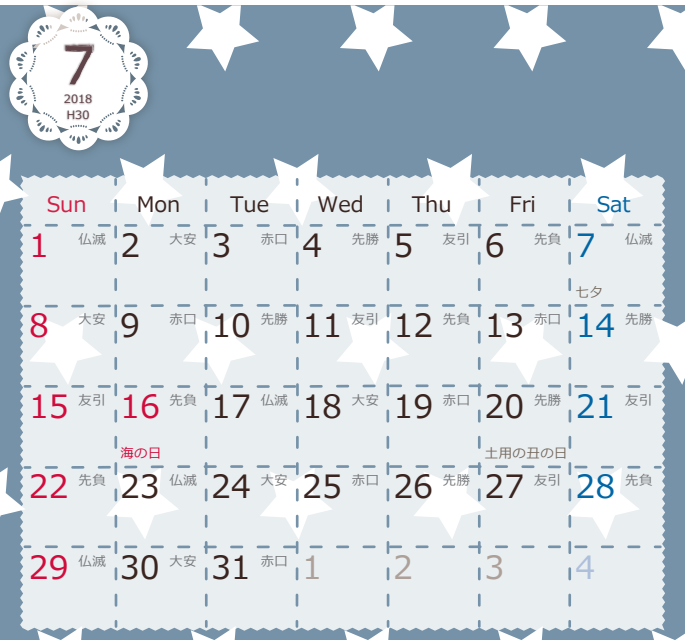 7
2018
H30
Sun Mon Tue Wed Thu Fri Sat
1 仏滅 2 大安 3 赤口 4 先勝 5 友引 6 先負 7 仏滅
七夕
8 大安 9 赤口 10 先勝 11 友引 12 先負 13 赤口 14 先勝
15 友引 16 先負 17 仏滅 18 大安 19 赤口 20 先勝 21 友引
海の日 土用の丑の日
22 先負 23 仏滅 24 大安 25 赤口 26 先勝 27 友引 28 先負
29 仏滅 30 大安 31 赤口 1 2 3 4